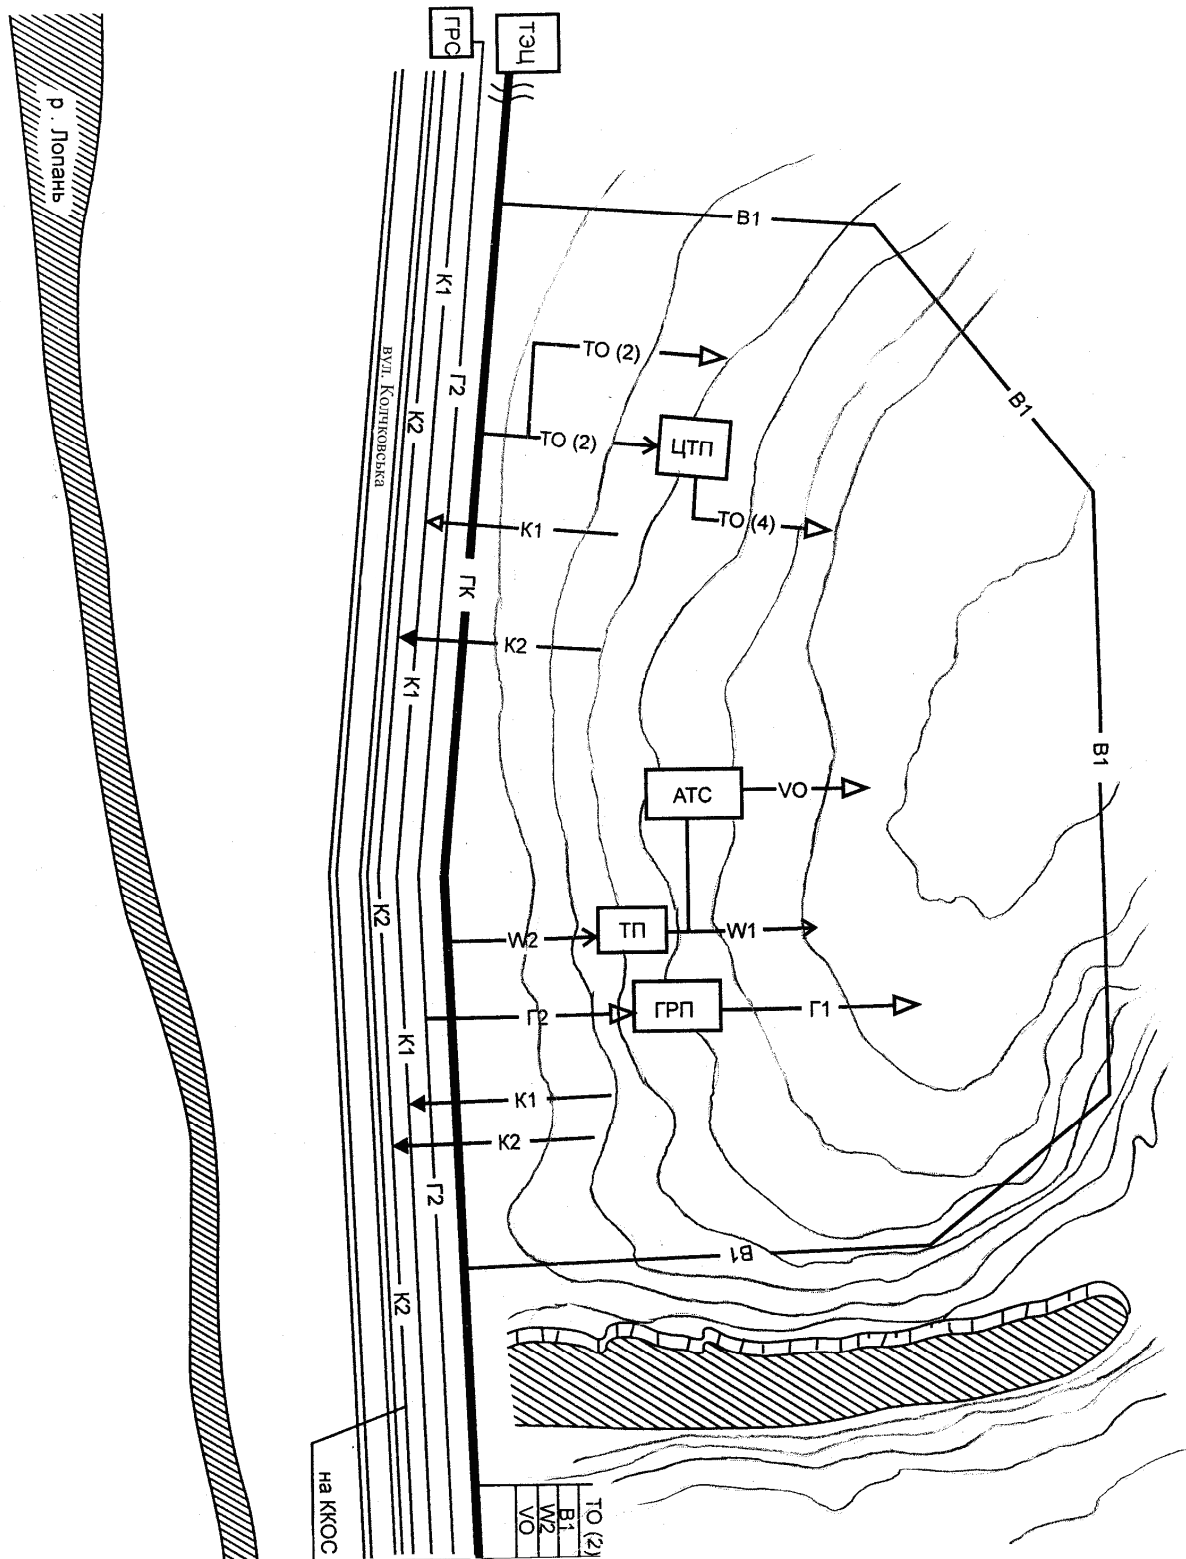 ГРС
ТЭЦ
р. Лопань
В1
К1
В1
ТО (2)
вул. Колчковська
Г2
К2
ТО (2)
ЦТП
ТО (4)
К1
ГК
К2
К1
В1
АТС
VO
К2
ТП
W2
W1
ГРП
Г2
Г1
К1
К1
К2
Г2
В1
К2
на ККОС
ТО (2)
В1
W2
VO